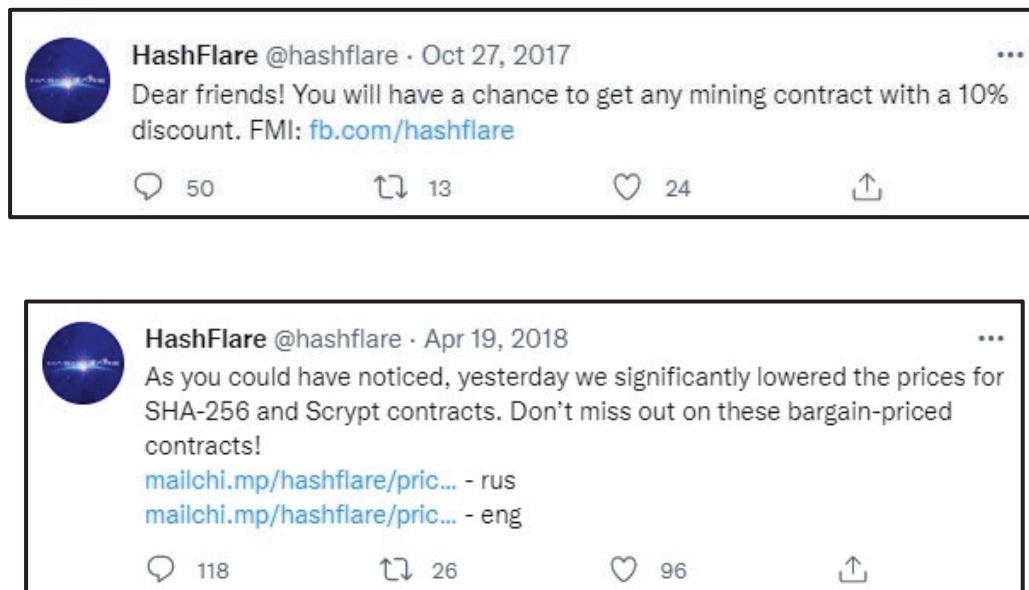 HashFlare @hashflare · Oct 27, 2017
Dear friends! You will have a chance to get any mining contract with a 10%
discount. FMI: fb.com/hashflare
50 13 24
HashFlare @hashflare · Apr 19, 2018
As you could have noticed, yesterday we significantly lowered the prices for
SHA-256 and Scrypt contracts. Don’t miss out on these bargain-priced
contracts!
mailchi.mp/hashflare/pric... - rus
mailchi.mp/hashflare/pric... - eng
118 26 96